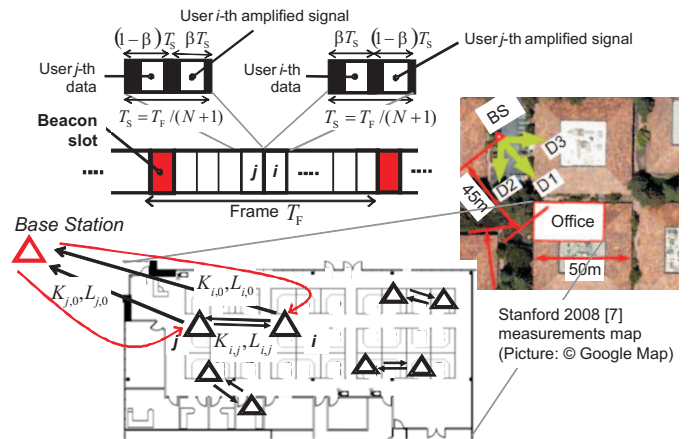 User i-th amplified signal
(1-β)T_S βT_S
βT_S (1-β)T_S
User j-th amplified signal
User j-th data
User i-th data
T_S = T_F /(N+1)
T_S = T_F /(N+1)
Beacon slot
j i
Frame T_F
Base Station
K_{i,0},L_{i,0}
K_{j,0},L_{j,0}
K_{i,j},L_{i,j}
j
i
BS
D3
D2
D1
45m
Office
50m
Stanford 2008 [7]
measurements map
(Picture: © Google Map)